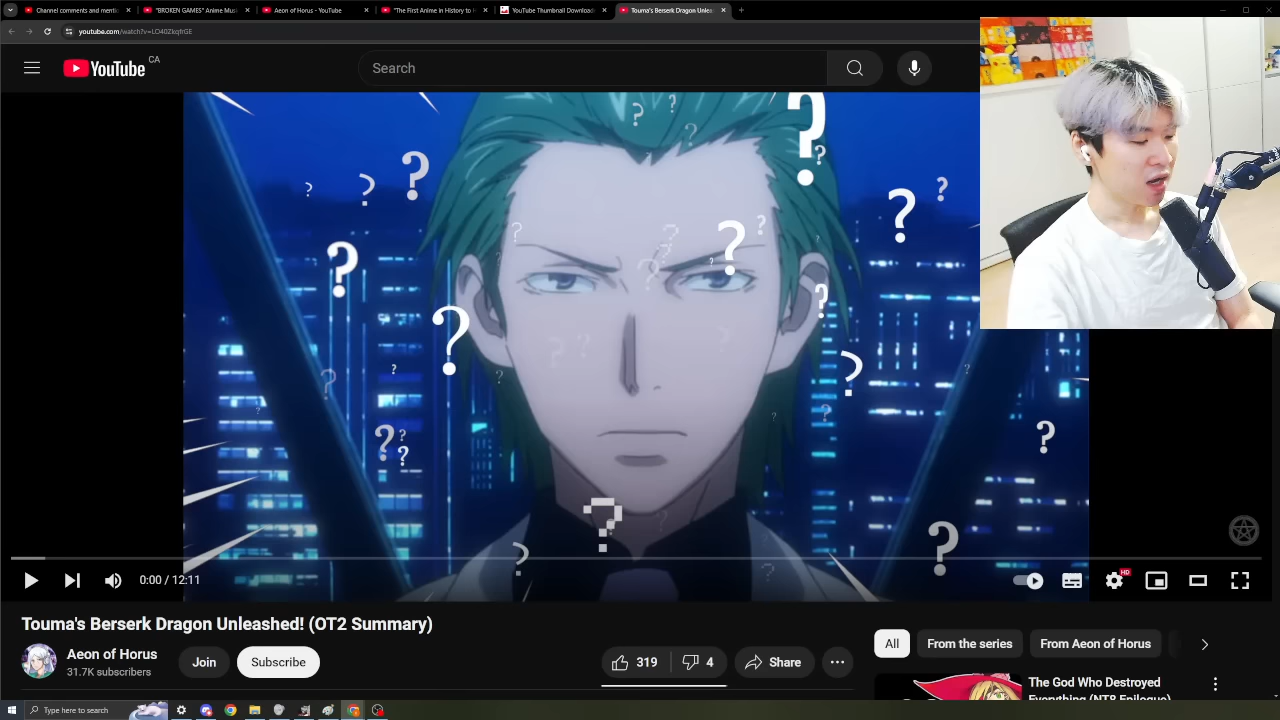 Channel comments and mentio
"BROKEN GAMES" Anime Musi
Aeon of Horus - YouTube
"The First Anime in History to H
YouTube Thumbnail Download
Touma's Berserk Dragon Unlea
youtube.com/watch?v=LO40ZkqfrGE
YouTube CA
Search
0:00 / 12:11
HD
Touma's Berserk Dragon Unleashed! (OT2 Summary)
Aeon of Horus
31.7K subscribers
Join
Subscribe
319
4
Share
All
From the series
From Aeon of Horus
The God Who Destroyed
Everything (NT8 Epilogue)
Type here to search